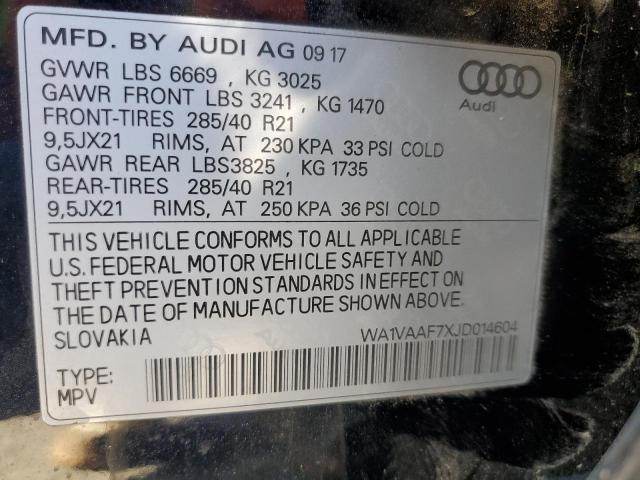 MFD. BY AUDI AG 09 17
GVWR LBS 6669 , KG 3025
GAWR FRONT LBS 3241 , KG 1470
FRONT-TIRES 285/40 R21
9,5JX21 RIMS, AT 230 KPA 33 PSI COLD
GAWR REAR LBS3825 , KG 1735
REAR-TIRES 285/40 R21
9,5JX21 RIMS, AT 250 KPA 36 PSI COLD
Audi
THIS VEHICLE CONFORMS TO ALL APPLICABLE
U.S. FEDERAL MOTOR VEHICLE SAFETY AND
THEFT PREVENTION STANDARDS IN EFFECT ON
THE DATE OF MANUFACTURE SHOWN ABOVE.
SLOVAKIA WA1VAAF7XJD014604
TYPE:
MPV